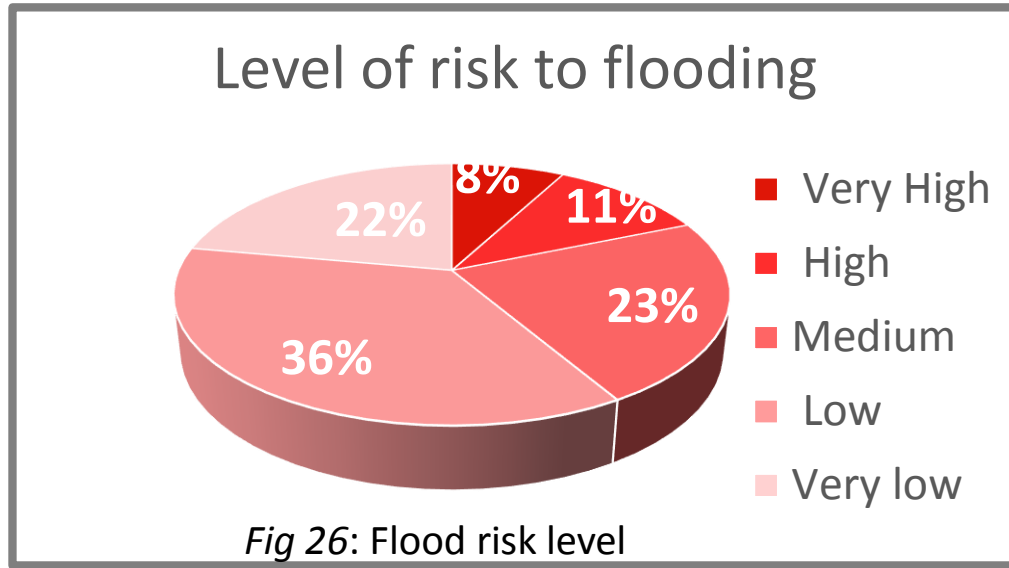 Level of risk to flooding
8%
11%
22%
23%
36%
Very High
High
Medium
Low
Very low
Fig 26: Flood risk level